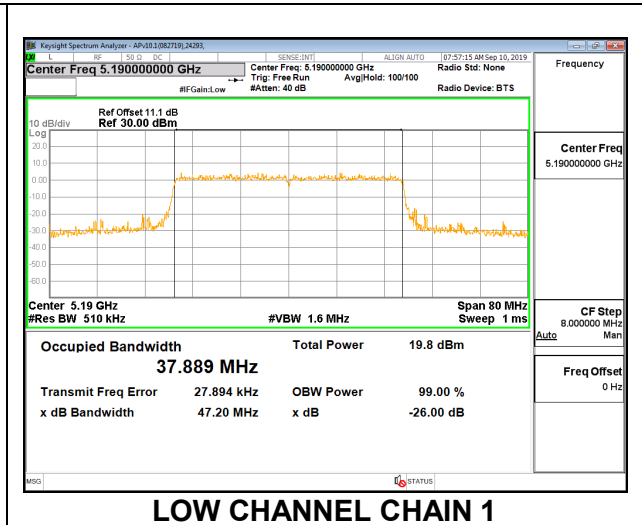 Keysight Spectrum Analyzer - APv10.1(082719),24293,
L RF 50 Ω DC SENSE:INT ALIGN AUTO 07:57:15 AM Sep 10, 2019
Center Freq 5.190000000 GHz Center Freq: 5.190000000 GHz Radio Std: None
Trig: Free Run Avg|Hold: 100/100
#IFGain:Low #Atten: 40 dB Radio Device: BTS
Frequency
Ref Offset 11.1 dB
10 dB/div Ref 30.00 dBm
Log
20.0
10.0
0.00
-10.0
-20.0
-30.0
-40.0
-50.0
-60.0
Center Freq
5.190000000 GHz
Center 5.19 GHz Span 80 MHz
#Res BW 510 kHz #VBW 1.6 MHz Sweep 1 ms
CF Step
8.000000 MHz
Auto Man
Occupied Bandwidth Total Power 19.8 dBm
37.889 MHz
Transmit Freq Error 27.894 kHz OBW Power 99.00 %
x dB Bandwidth 47.20 MHz x dB -26.00 dB
Freq Offset
0 Hz
MSG STATUS
LOW CHANNEL CHAIN 1